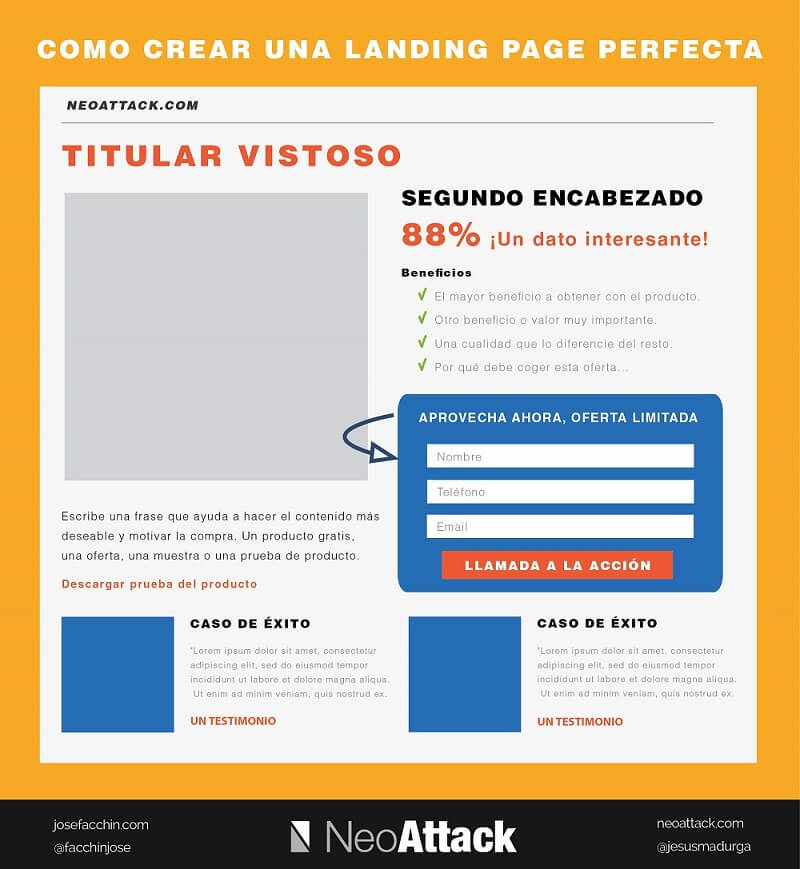 COMO CREAR UNA LANDING PAGE PERFECTA
NEOATTACK.COM
TITULAR VISTOSO
SEGUNDO ENCABEZADO
88% ¡Un dato interesante!
Beneficios
El mayor beneficio a obtener con el producto.
Otro beneficio o valor muy importante.
Una cualidad que lo diferencie del resto.
Por qué debe coger esta oferta...
APROVECHA AHORA, OFERTA LIMITADA
Nombre
Teléfono
Email
LLAMADA A LA ACCIÓN
Escribe una frase que ayuda a hacer el contenido más
deseable y motivar la compra. Un producto gratis,
una oferta, una muestra o una prueba de producto.
Descargar prueba del producto
CASO DE ÉXITO
"Lorem ipsum dolor sit amet, consectetur
adipiscing elit, sed do eiusmod tempor
incididunt ut labore et dolore magna aliqua.
Ut enim ad minim veniam, quis nostrud ex.
UN TESTIMONIO
CASO DE ÉXITO
"Lorem ipsum dolor sit amet, consectetur
adipiscing elit, sed do eiusmod tempor
incididunt ut labore et dolore magna aliqua.
Ut enim ad minim veniam, quis nostrud ex.
UN TESTIMONIO
josefacchin.com
@facchinjose
NeoAttack
neoattack.com
@jesusmadurga